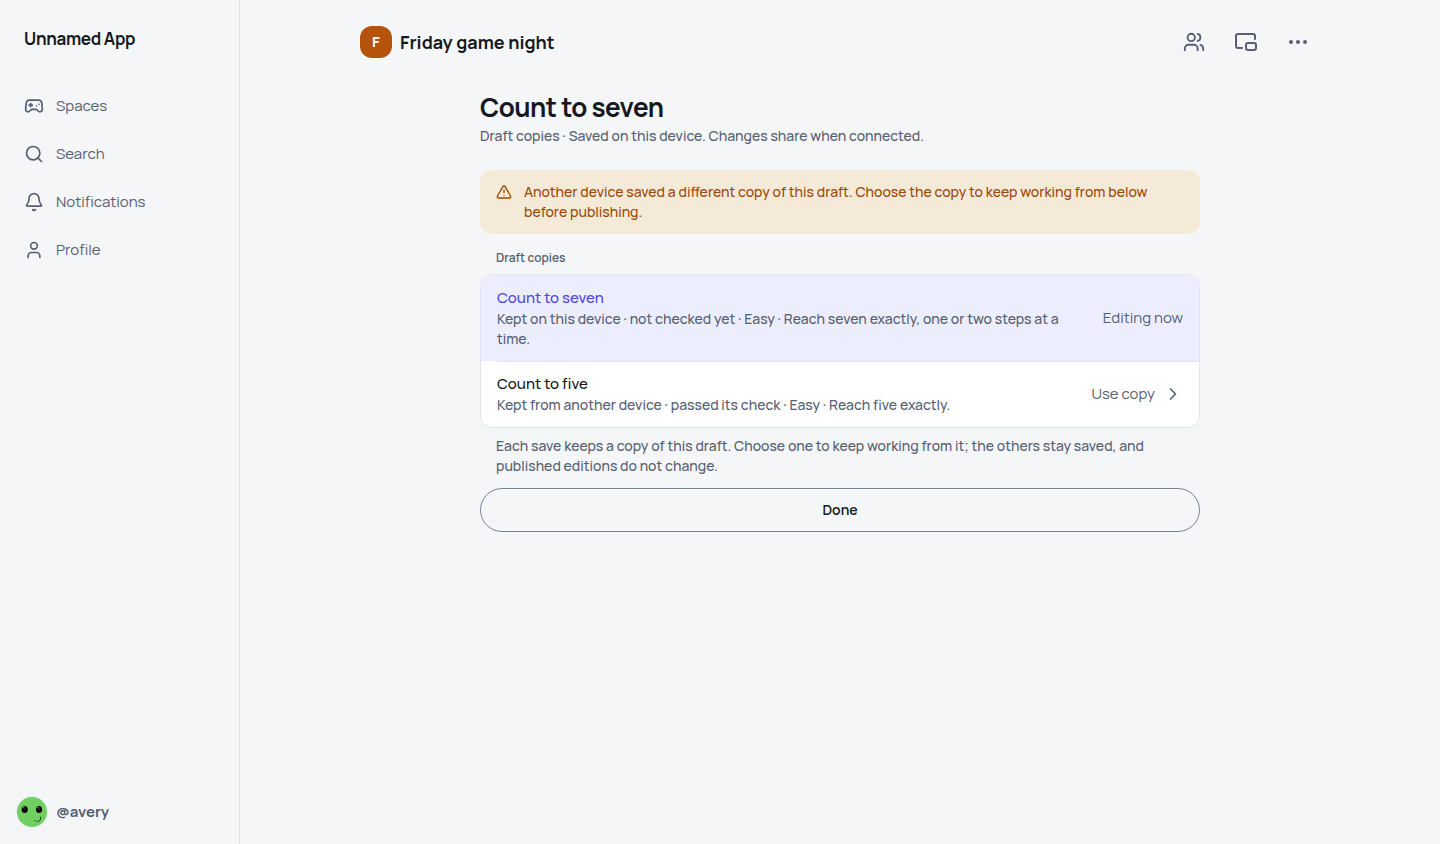 Unnamed App
Spaces
Search
Notifications
Profile
@avery
F
Friday game night
Count to seven
Draft copies · Saved on this device. Changes share when connected.
Another device saved a different copy of this draft. Choose the copy to keep working from below
before publishing.
Draft copies
Count to seven
Kept on this device · not checked yet · Easy · Reach seven exactly, one or two steps at a
time.
Editing now
Count to five
Kept from another device · passed its check · Easy · Reach five exactly.
Use copy
Each save keeps a copy of this draft. Choose one to keep working from it; the others stay saved, and
published editions do not change.
Done